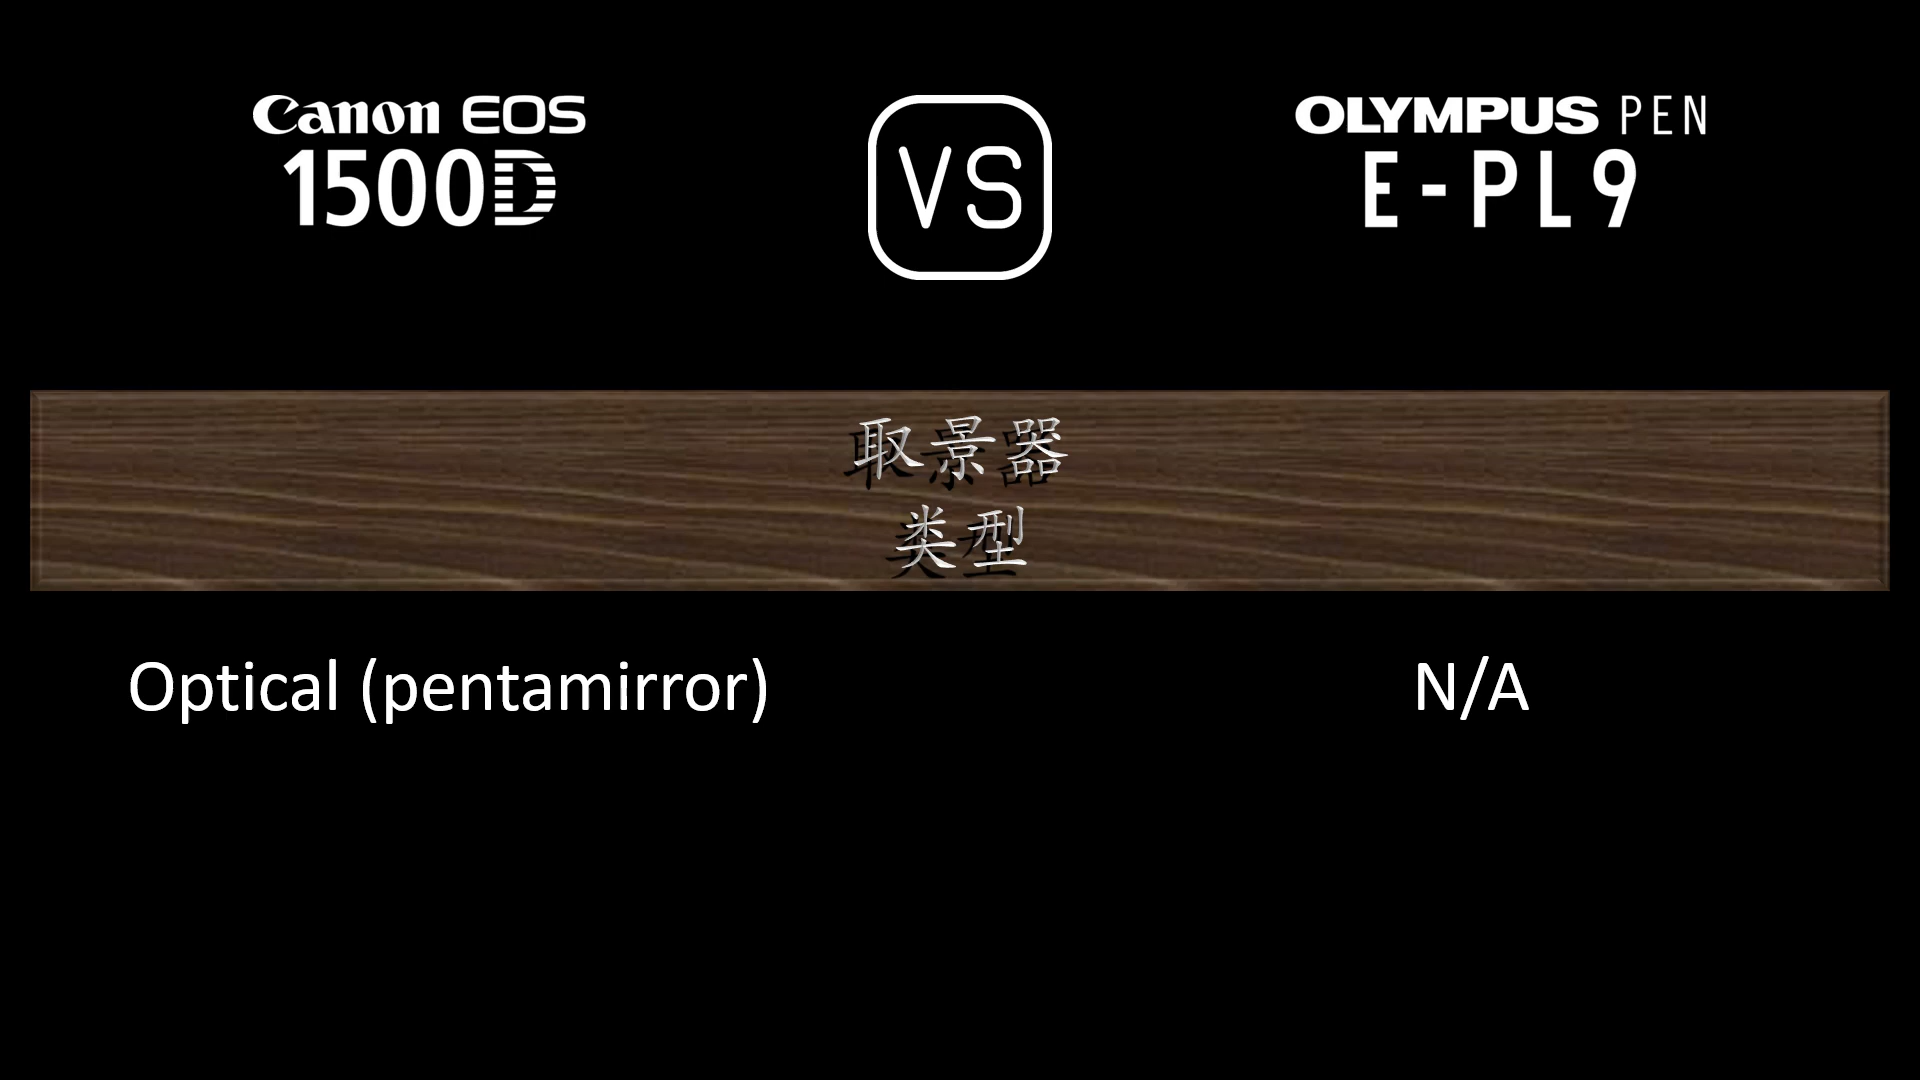 Canon EOS
1500D
VS
OLYMPUS PEN
E-PL9
取景器
类型
Optical (pentamirror)
N/A